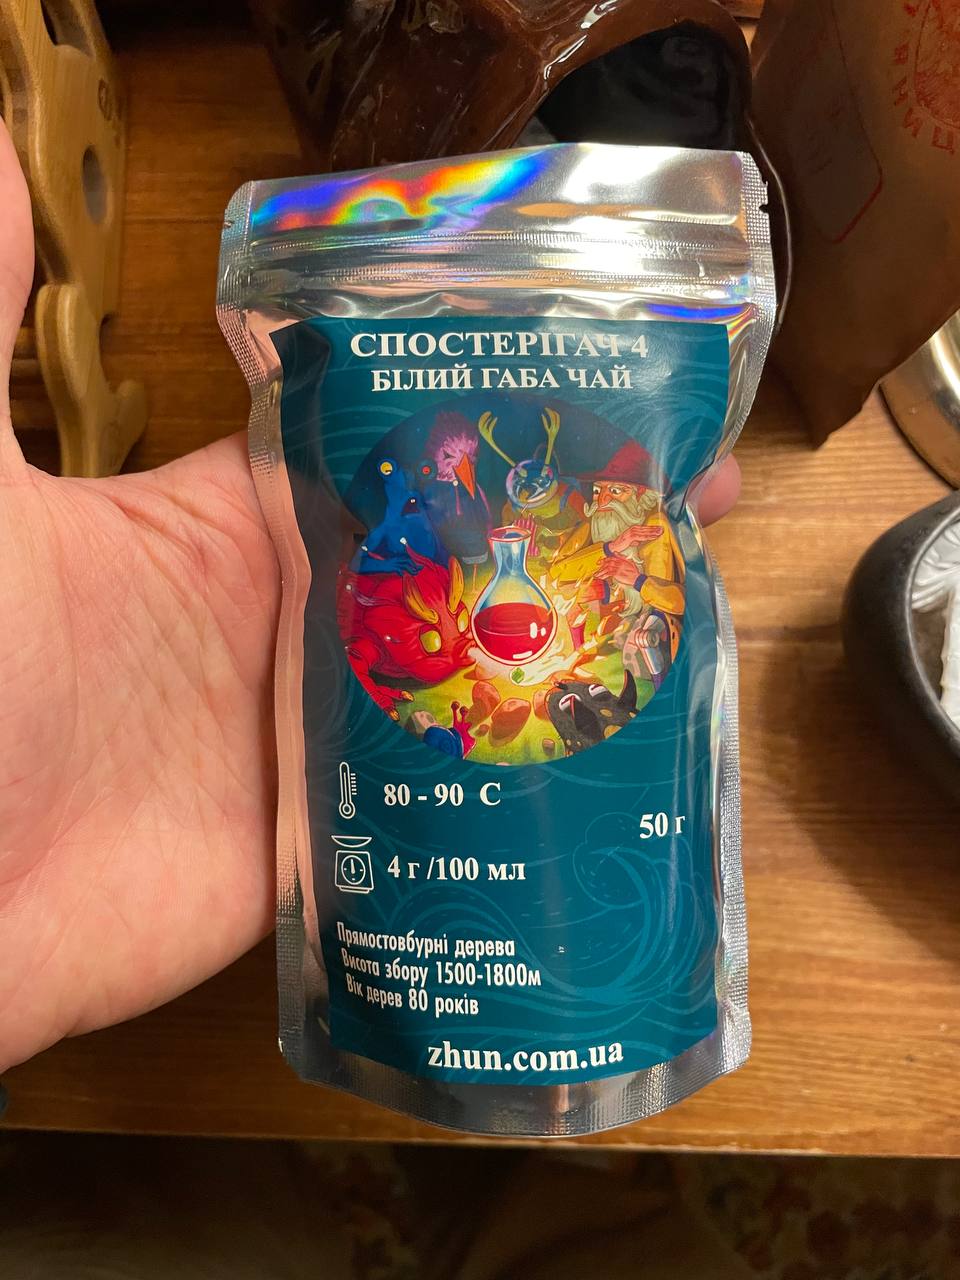 СПОСТЕРІГАЧ 4
БІЛИЙ ГАБА ЧАЙ
80 - 90 C
50 г
4 г /100 мл
Прямостовбурні дерева
Висота збору 1500-1800м
Вік дерев 80 років
zhun.com.ua